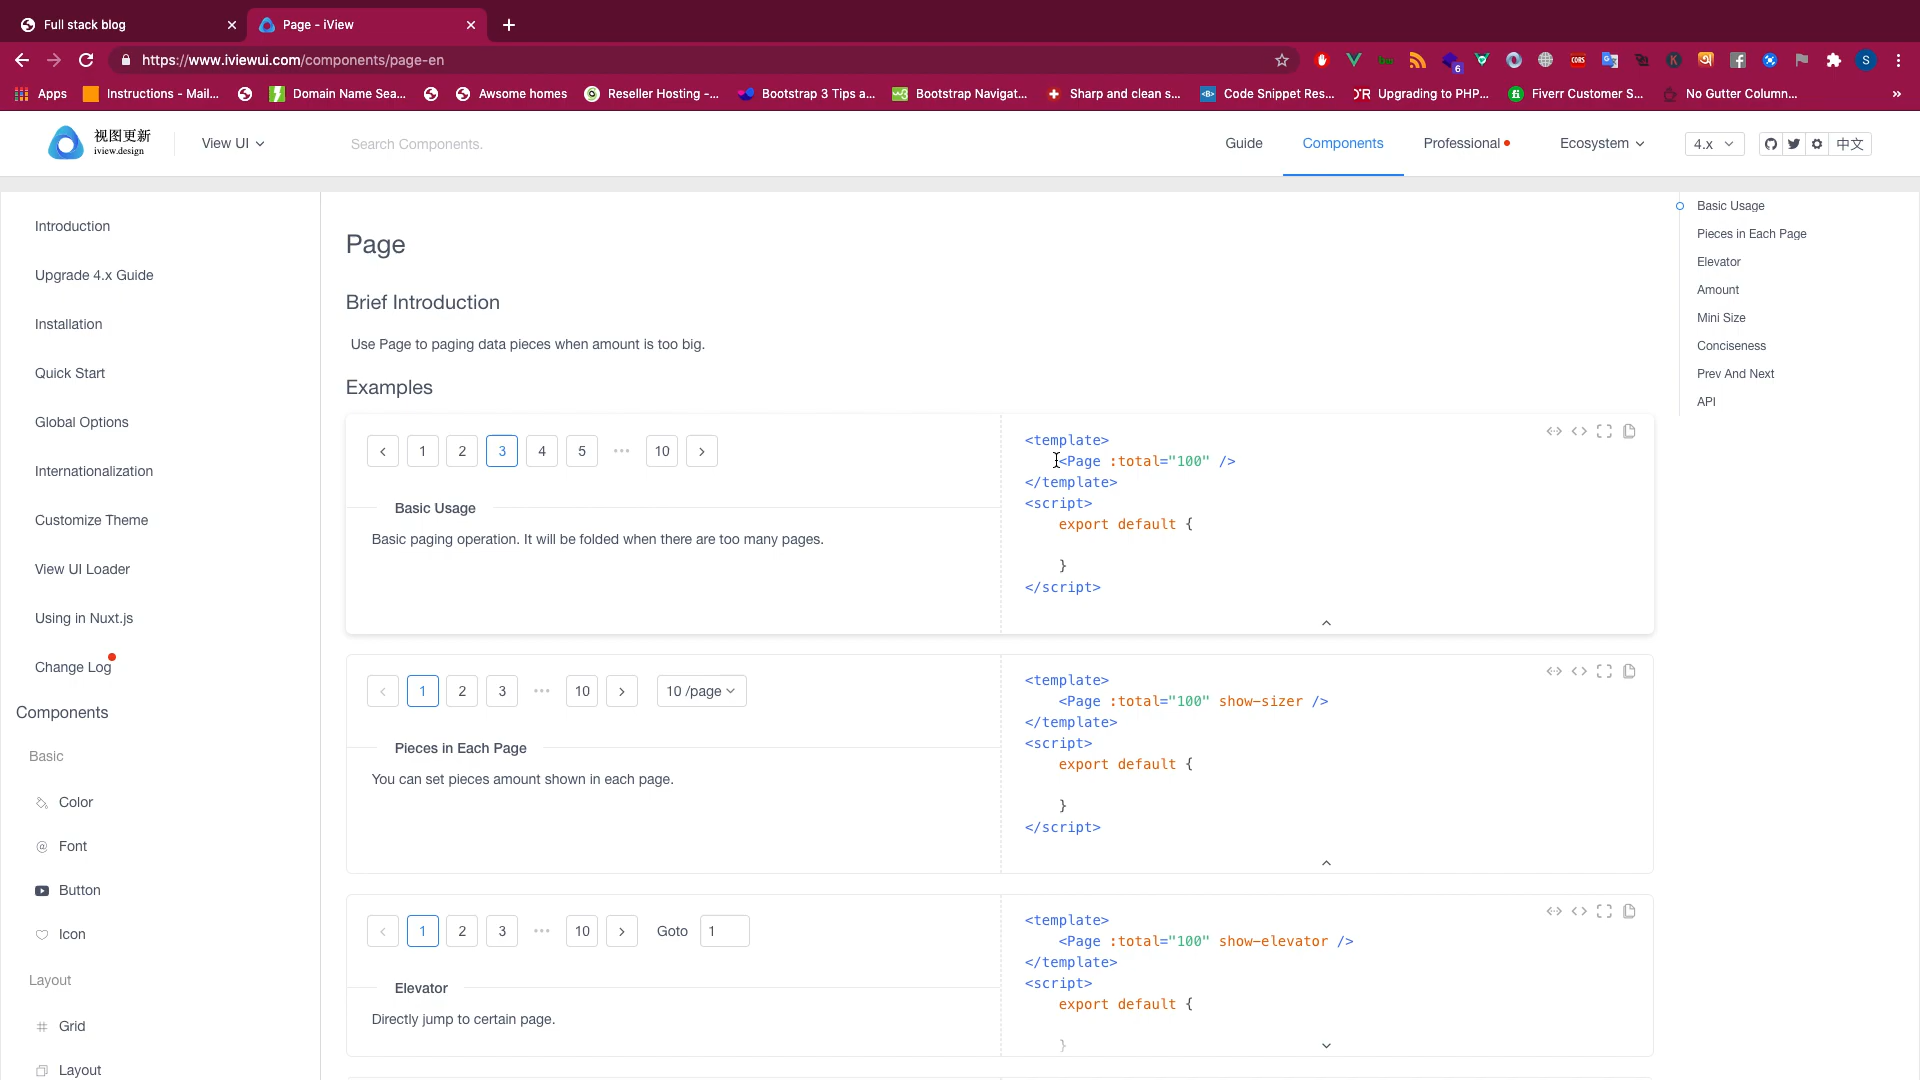 Full stack blog
Page - iView
https://www.iviewui.com/components/page-en
Apps
Instructions - Mail...
Domain Name Sea...
Awsome homes
Reseller Hosting -...
Bootstrap 3 Tips a...
Bootstrap Navigat...
Sharp and clean s...
Code Snippet Res...
Upgrading to PHP...
Fiverr Customer S...
No Gutter Column...
视图更新
iview.design
View UI
Search Components.
Guide
Components
Professional
Ecosystem
4.x
中文
Introduction
Upgrade 4.x Guide
Installation
Quick Start
Global Options
Internationalization
Customize Theme
View UI Loader
Using in Nuxt.js
Change Log
Components
Basic
Color
Font
Button
Icon
Layout
Grid
Layout
Page
Brief Introduction
Use Page to paging data pieces when amount is too big.
Examples
1 2 3 4 5 ••• 10
Basic Usage
Basic paging operation. It will be folded when there are too many pages.
<template>
<Page :total="100" />
</template>
<script>
export default {
}
</script>
1 2 3 ••• 10 10 /page
Pieces in Each Page
You can set pieces amount shown in each page.
<template>
<Page :total="100" show-sizer />
</template>
<script>
export default {
}
</script>
1 2 3 ••• 10 Goto 1
Elevator
Directly jump to certain page.
<template>
<Page :total="100" show-elevator />
</template>
<script>
export default {
}
Basic Usage
Pieces in Each Page
Elevator
Amount
Mini Size
Conciseness
Prev And Next
API